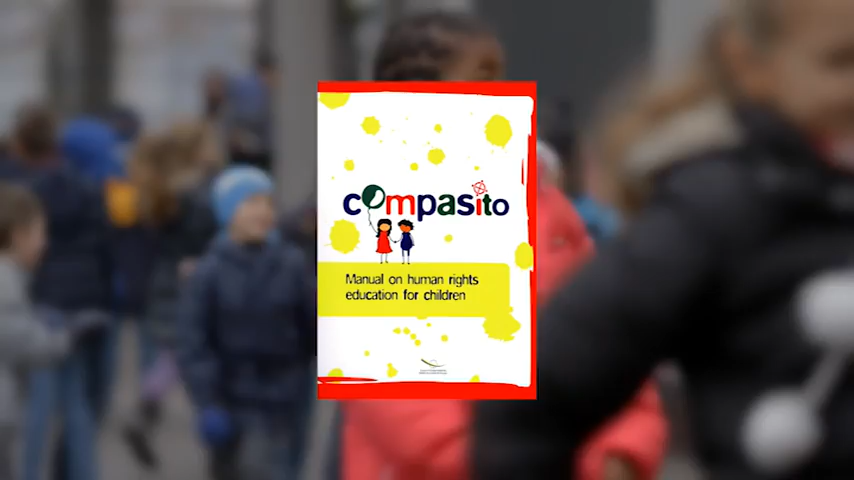 compasito
Manual on human rights
education for children